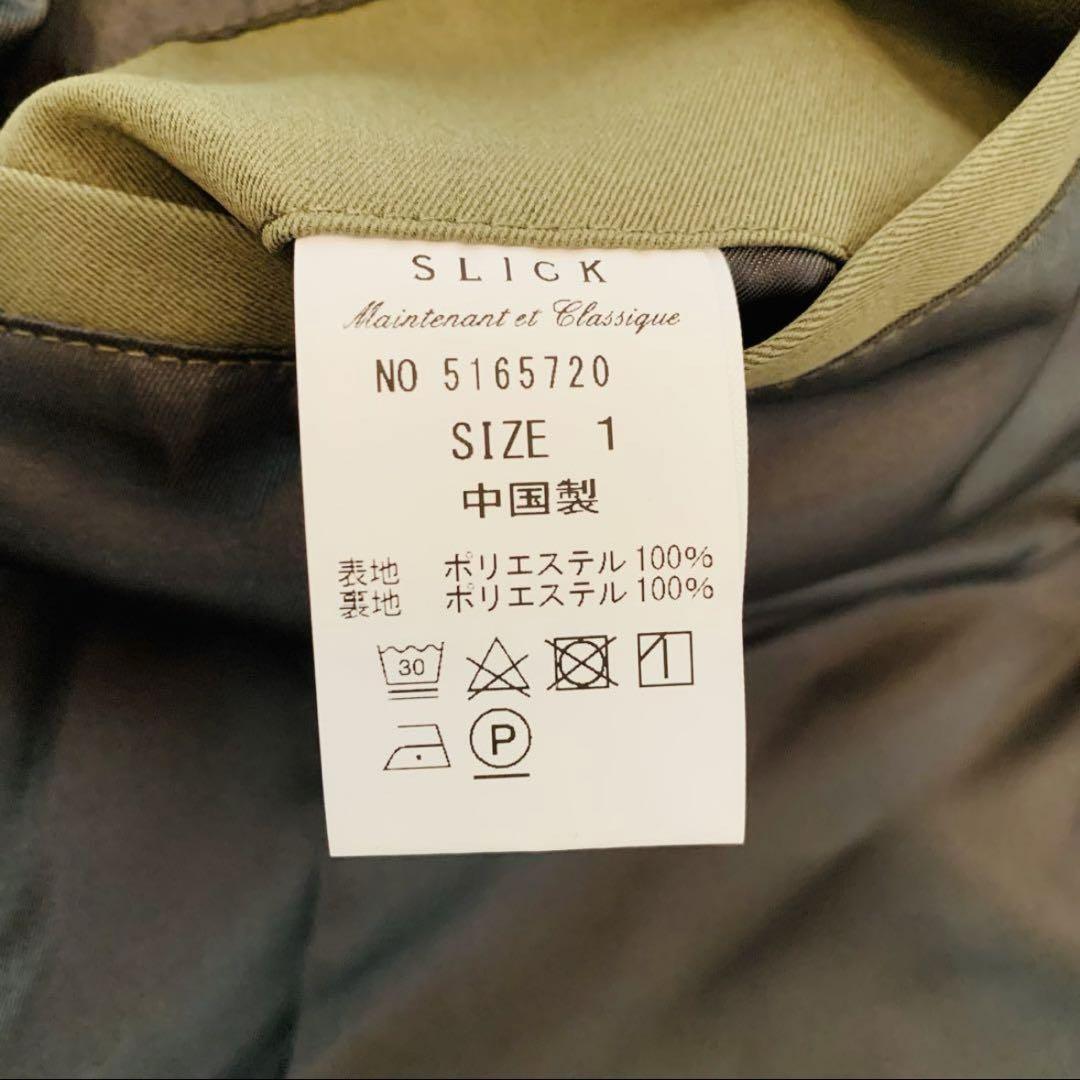 SLICK
Maintenant et Classique
NO 5165720
SIZE 1
中国製
表地 ポリエステル 100%
裏地 ポリエステル 100%
30
P